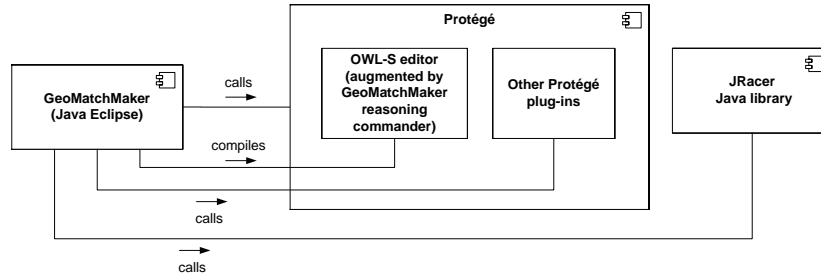 Protégé
GeoMatchMaker
(Java Eclipse)
calls
OWL-S editor
(augmented by
GeoMatchMaker
reasoning
commander)
Other Protégé
plug-ins
JRacer
Java library
compiles
calls
calls